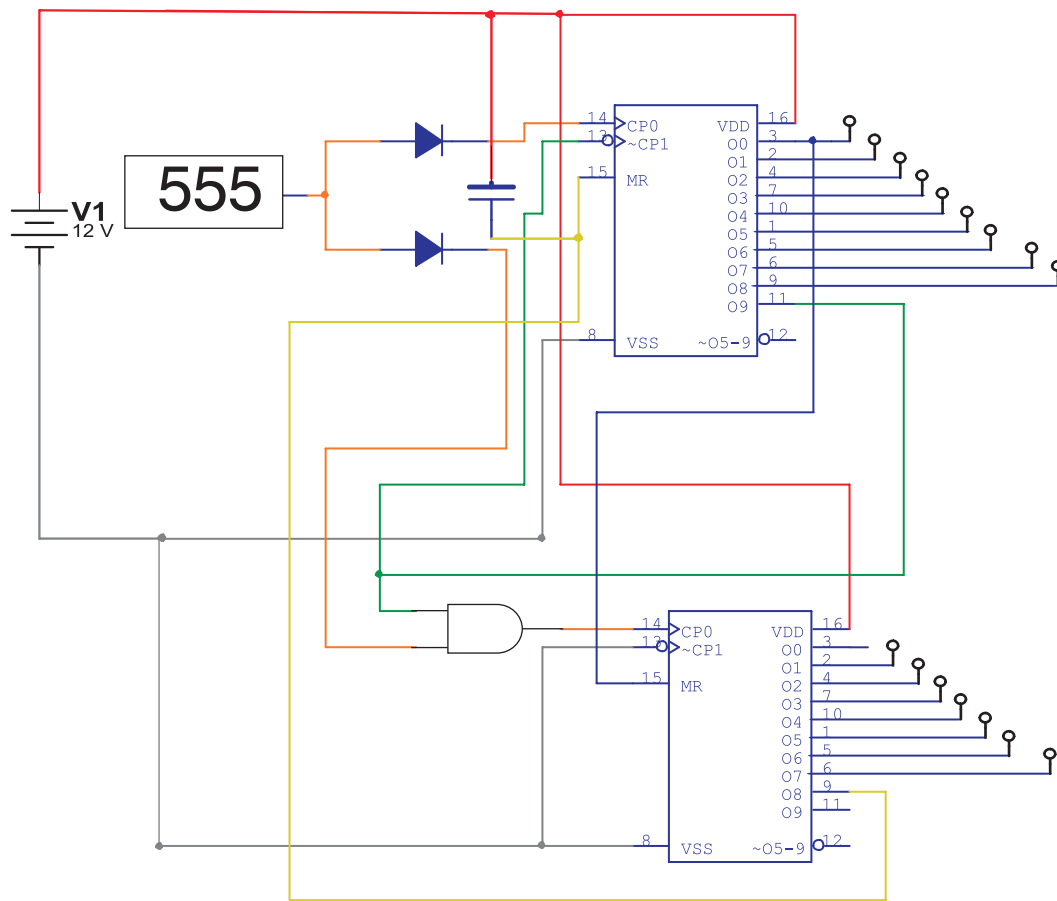 555
V1
12 V
14 CP0 VDD 16
13 ~CP1 O0 3
O1 2
15 MR O2 4
O3 7
O4 10
O5 1
O6 5
O7 6
O8 9
O9 11
8 VSS ~O5-9 12
14 CP0 VDD 16
13 ~CP1 O0 3
O1 2
15 MR O2 4
O3 7
O4 10
O5 1
O6 5
O7 6
O8 9
O9 11
8 VSS ~O5-9 12